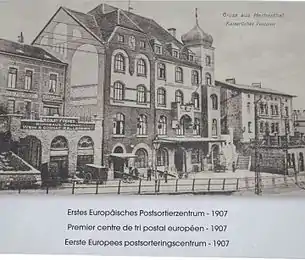 Gruss aus Herbesthal
Kaiserliches Postamt
Erstes Europäisches Postsortierzentrum - 1907
Premier centre de tri postal européen - 1907
Eerste Europees postsorteringscentrum - 1907